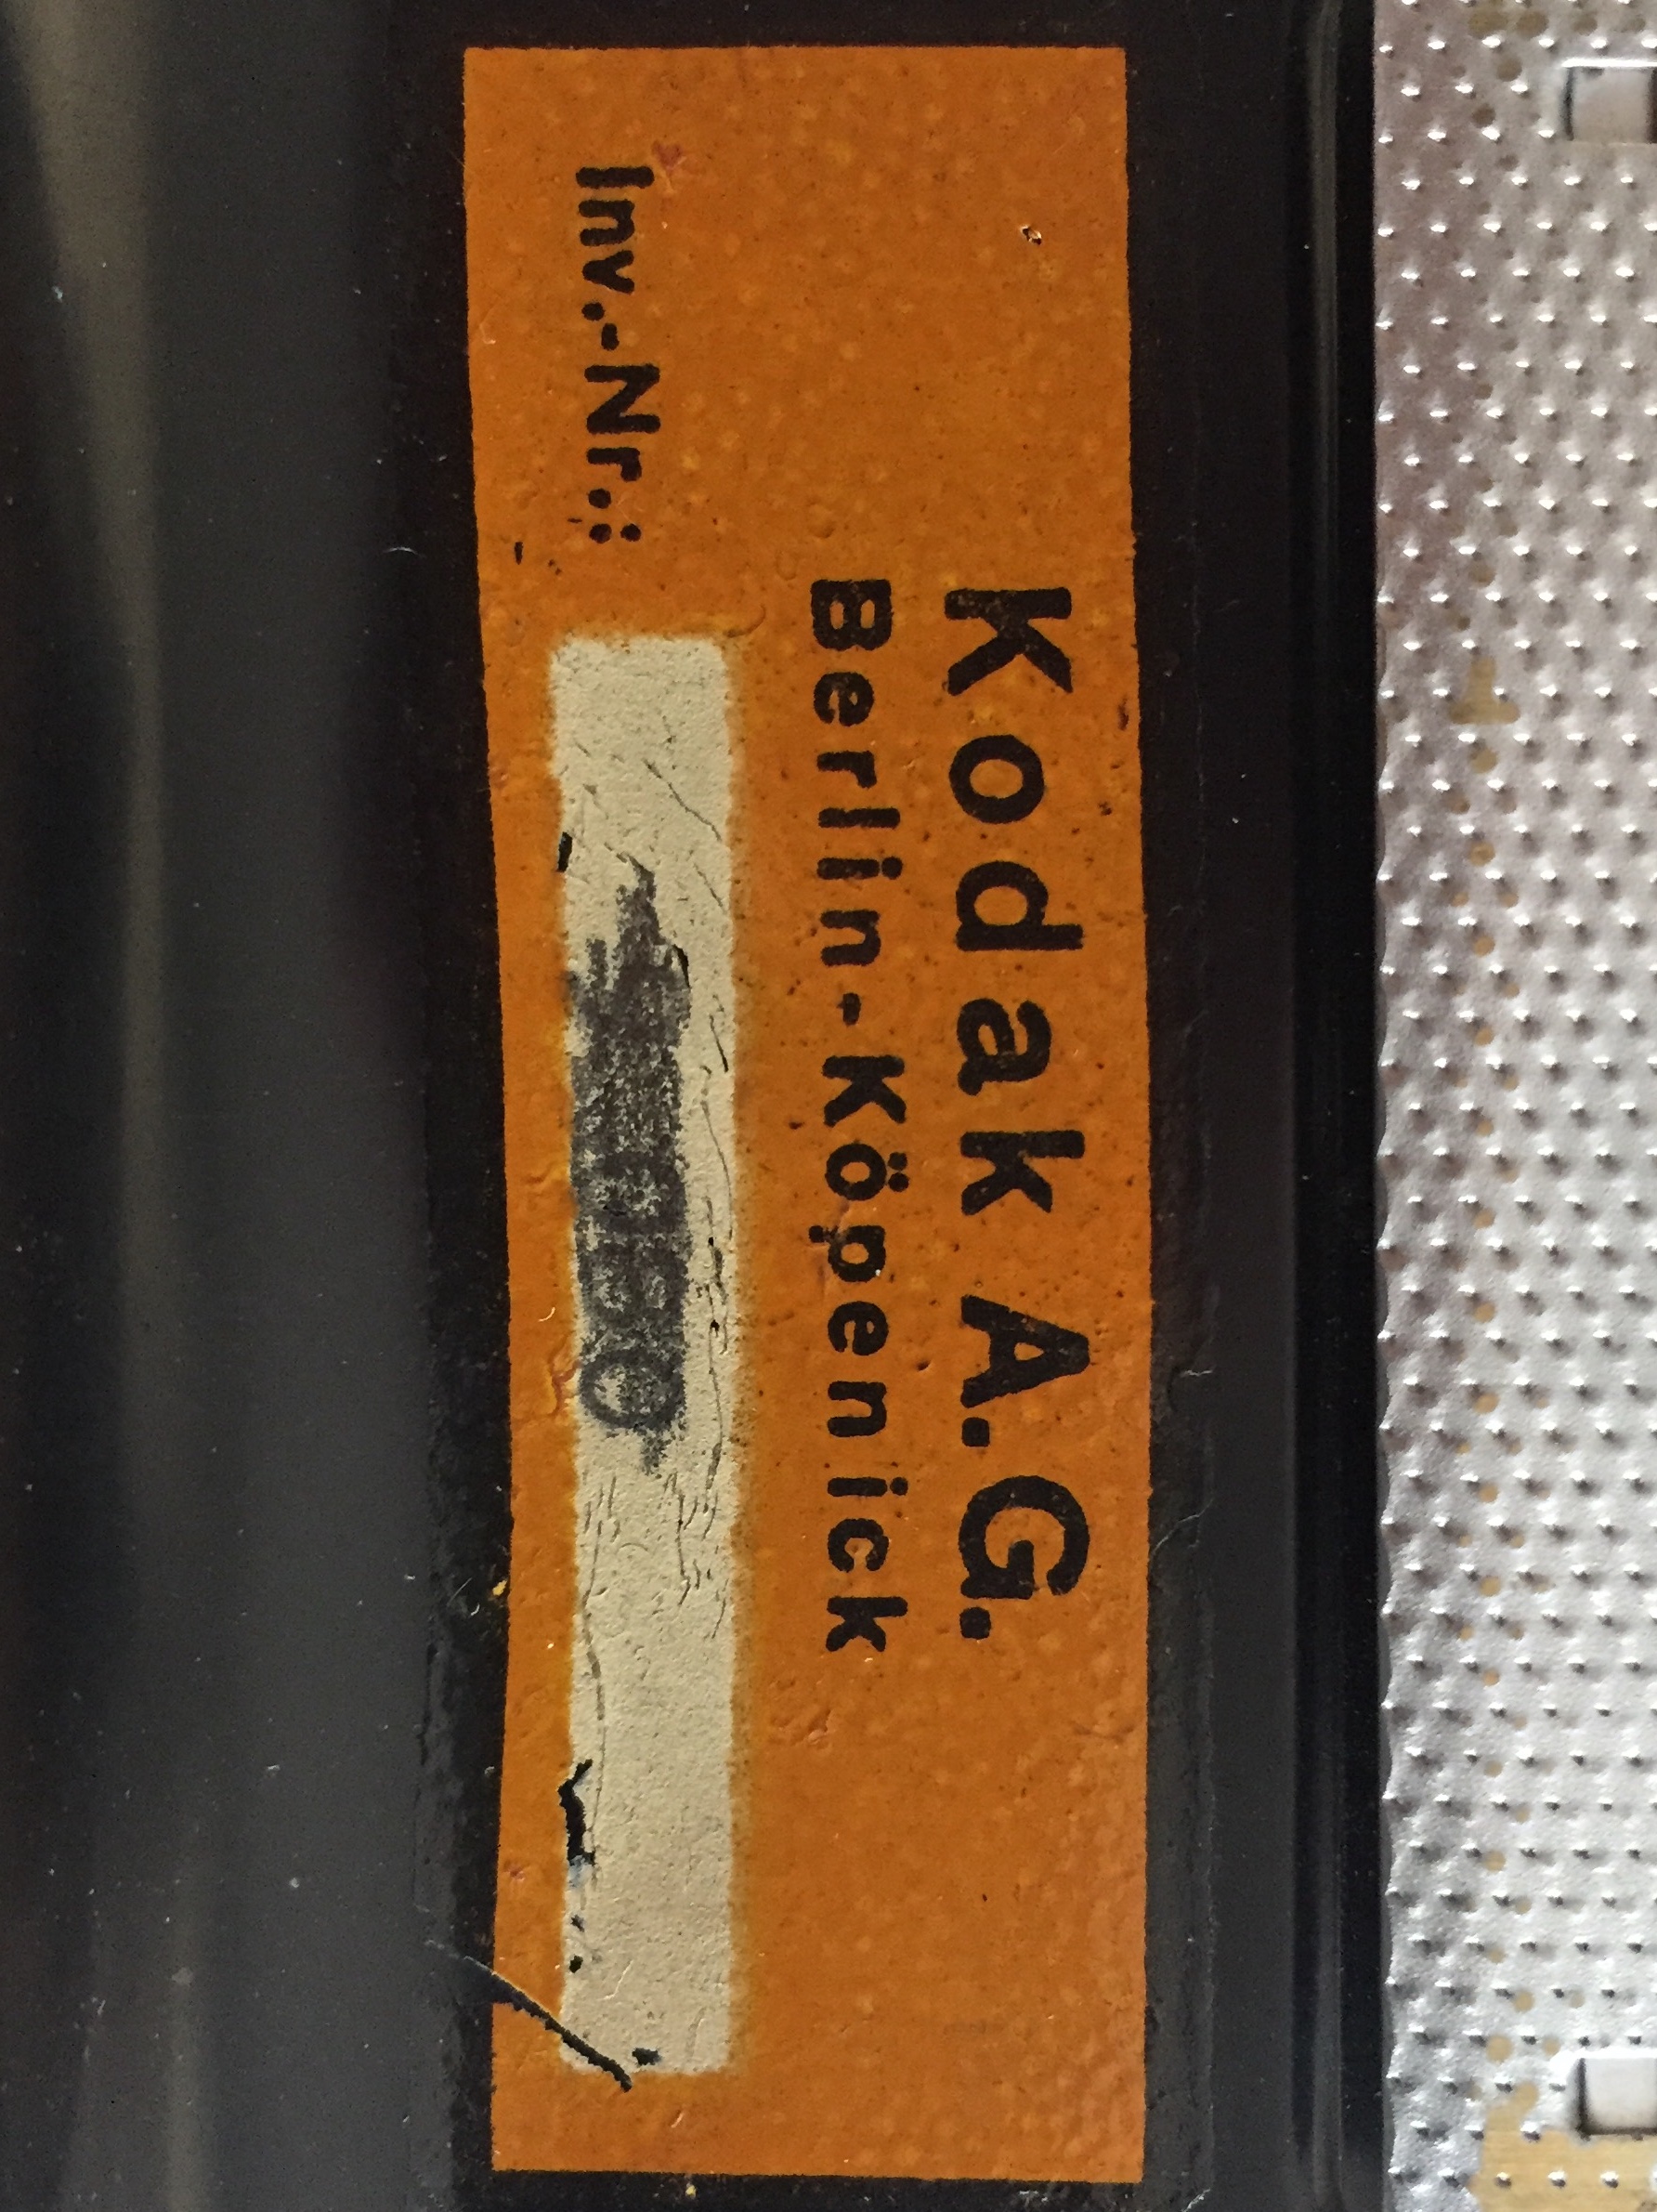 Kodak A.G.
Berlin-Köpenick
Inv.-Nr.: